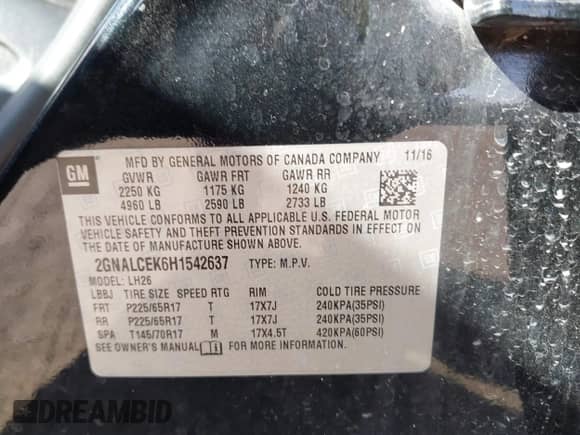 GM
MFD BY GENERAL MOTORS OF CANADA COMPANY 11/16
GVWR GAWR FRT GAWR RR
2250 KG 1175 KG 1240 KG
4960 LB 2590 LB 2733 LB
THIS VEHICLE CONFORMS TO ALL APPLICABLE U.S. FEDERAL MOTOR
VEHICLE SAFETY AND THEFT PREVENTION STANDARDS IN EFFECT ON
THE DATE OF MANUFACTURE SHOWN ABOVE.
2GNALCEK6H1542637 TYPE: M.P.V.
MODEL: LH26
LBBJ TIRE SIZE SPEED RTG RIM COLD TIRE PRESSURE
FRT P225/65R17 T 17X7J 240KPA(35PSI)
RR P225/65R17 T 17X7J 240KPA(35PSI)
SPA T145/70R17 M 17X4.5T 420KPA(60PSI)
SEE OWNER'S MANUAL FOR MORE INFORMATION.
DREAMBID